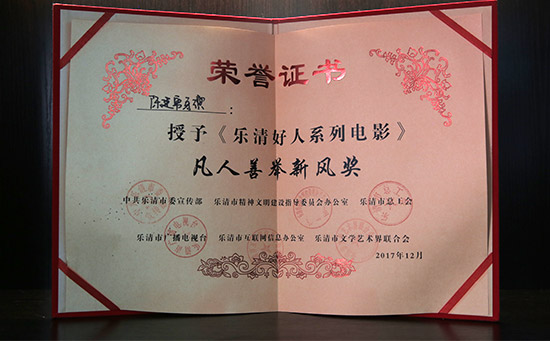 荣誉证书
：
授予《乐清好人系列电影》
凡人善举新风奖
中共乐清市委宣传部 乐清市精神文明建设指导委员会办公室 乐清市总工会
乐清市广播电视台 乐清市互联网信息办公室 乐清市文学艺术界联合会
2017年12月